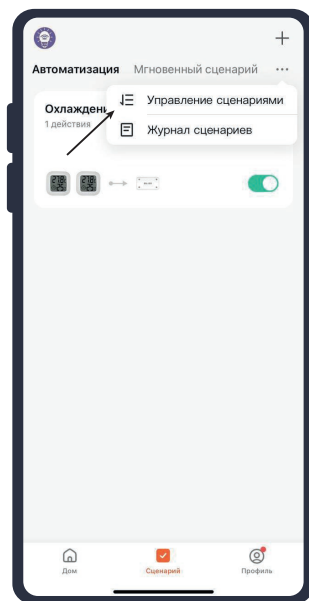 Автоматизация Мгновенный сценарий ...
Охлаждени
1 действия
Управление сценариями
Журнал сценариев
Дом Сценарий Профиль